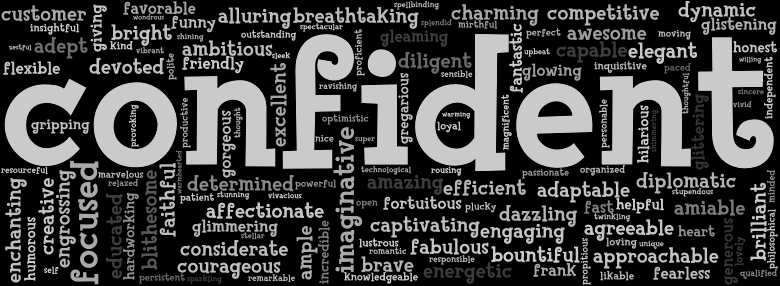 customer
favorable
wondrous
funny
alluring
breathtaking
spellbinding
charming
competitive
dynamic
insightful
giving
bright
shining
spectacular
splendid
mirthful
glistening
zestful
adept
kind
vibrant
ambitious
outstanding
gleaming
perfect
awesome
moving
flexible
devoted
polite
friendly
sleek
proficient
diligent
fantastic
upbeat
capable
elegant
honest
willing
excellent
ravishing
sensible
glowing
inquisitive
paced
thoughtful
independent
confident
gripping
provoking
productive
gorgeous
thought
optimistic
nice
super
gregarious
warming
loyal
magnificent
personable
hilarious
shimmering
glittering
sincere
vivid
resourceful
marvelous
relaxed
warmhearted
determined
powerful
imaginative
technological
rousing
passionate
organized
enchanting
humorous
creative
engrossing
focused
educated
hardworking
blithesome
faithful
patient
stunning
vivacious
amazing
efficient
adaptable
diplomatic
stupendous
affectionate
open
fortuitous
plucky
dazzling
fast
helpful
twinkling
amiable
glimmering
stellar
captivating
engaging
agreeable
heart
generous
lovely
brilliant
philosophical
minded
considerate
ample
incredible
lustrous
romantic
fabulous
bountiful
propitious
loving
unique
approachable
self
courageous
brave
responsible
persistent
sparkling
remarkable
knowledgeable
energetic
frank
likable
fearless
qualified